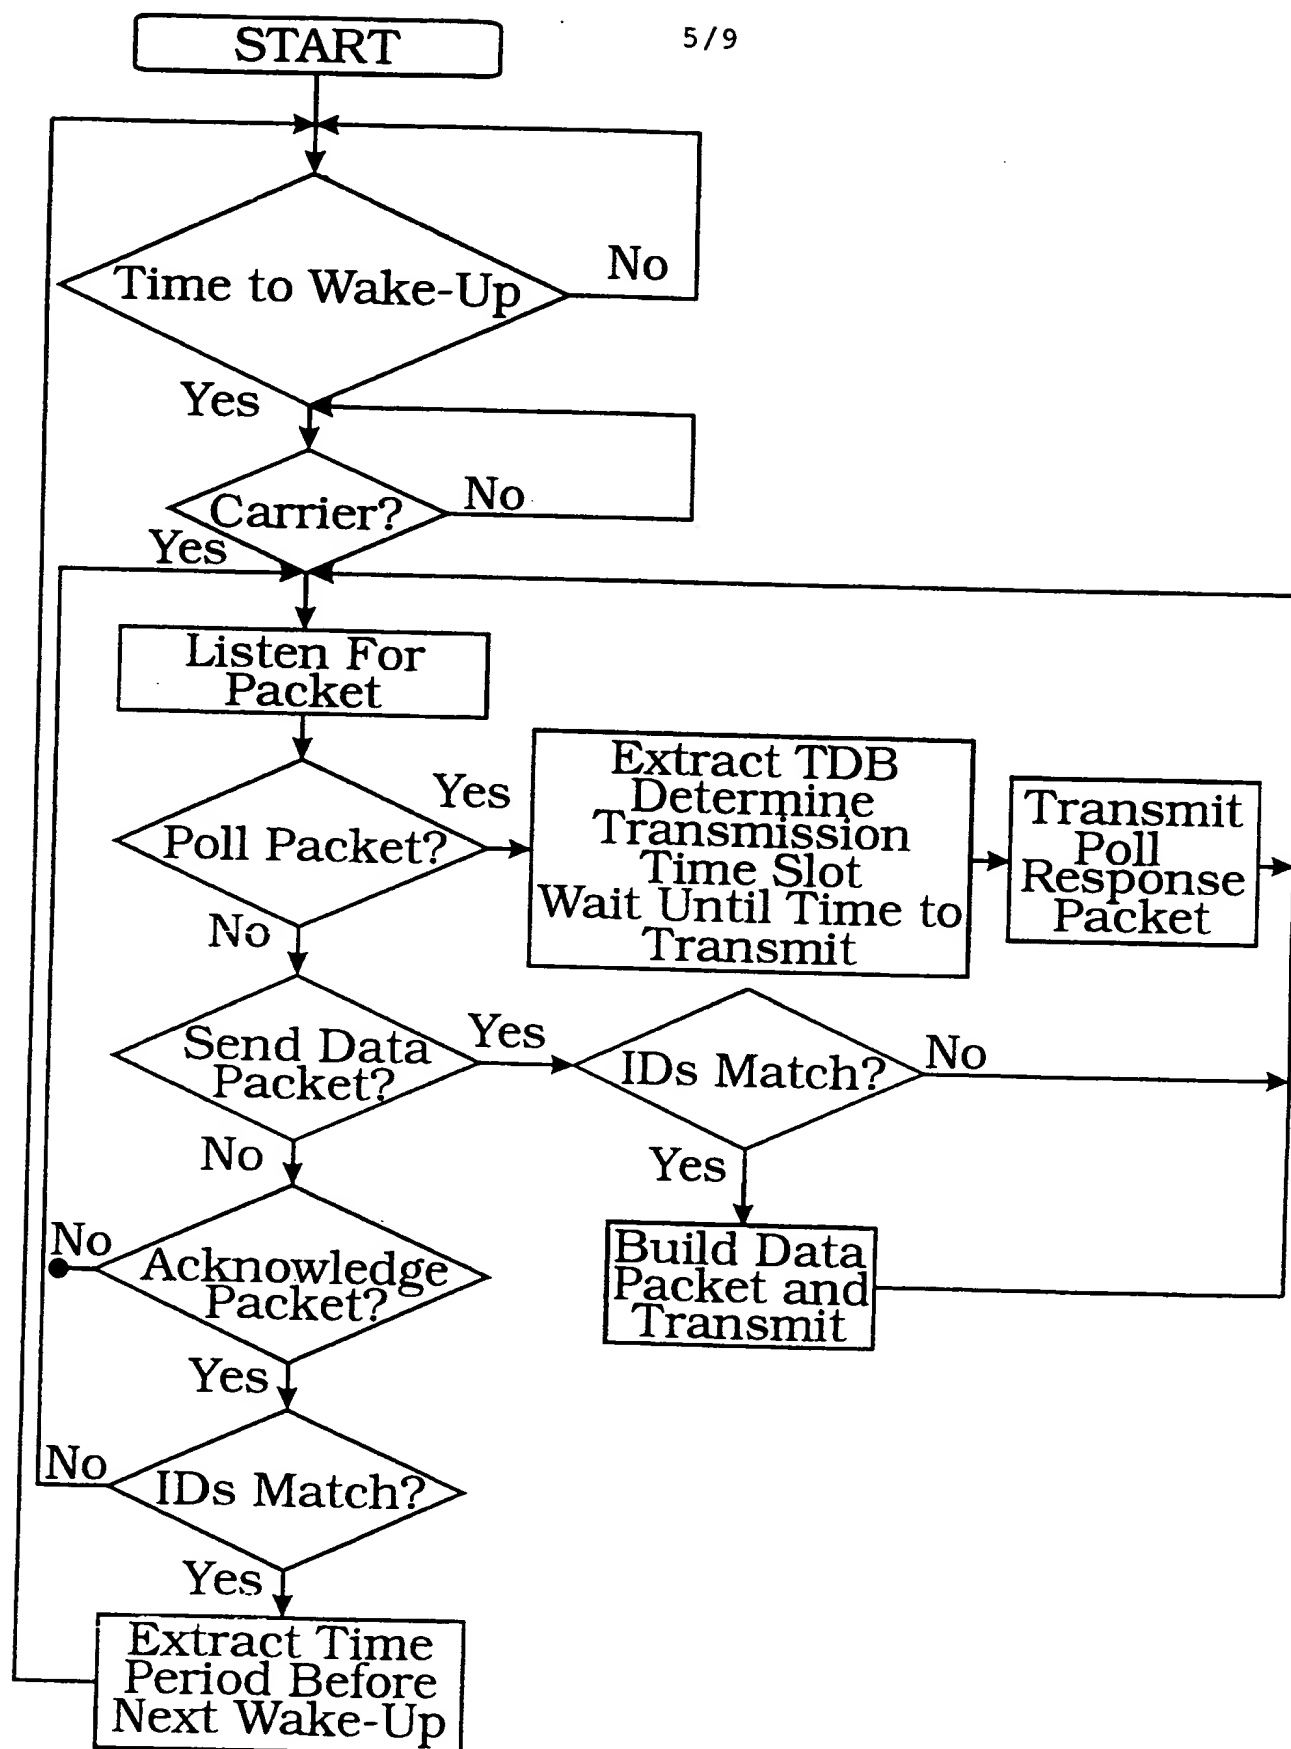 START
5/9
No
Time to Wake-Up
Yes
Carrier?
No
Yes
Listen For
Packet
Poll Packet?
Yes
Extract TDB
Determine
Transmission
Time Slot
Wait Until Time to
Transmit
Transmit
Poll
Response
Packet
No
Send Data
Packet?
Yes
IDs Match?
No
No
Yes
Build Data
Packet and
Transmit
No
Acknowledge
Packet?
Yes
No
IDs Match?
Yes
Extract Time
Period Before
Next Wake-Up